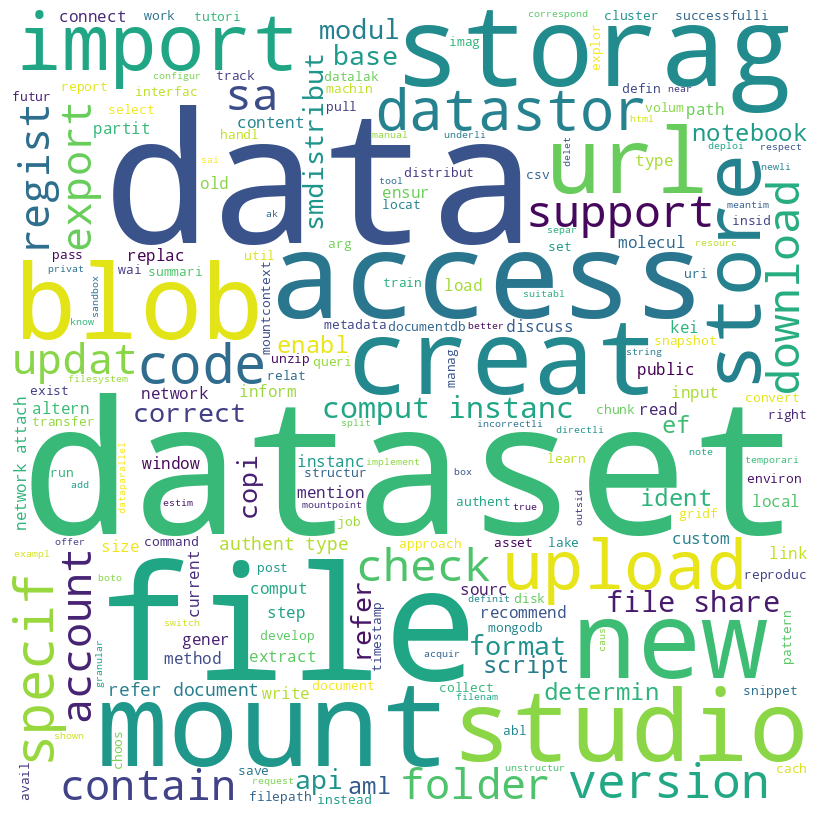 connect work tutori
import
modul
base
storag
correspond cluster successfulli
imag
explor
configur
report track
interfac
select
futur
machin
datalak
pull
defin near
html
volum path
sa
content
datastor
notebook
regist
export
partit
handl
old
data
smdistribut
manual underli
distribut
csv
ensur
locat
url
type
delet
deploi respect
newli
meantim
insid
sai
tool
ak
arg
separ
set
support
molecul
resourc
store
download
pass
replac
privat
wai summari
util
sandbox
know
mountcontext
blob
access
train load
suitabl
uri
metadata documentdb better discuss
kei
snapshot
string
public
updat
code
enabl
unzip queri
relat
inform
creat
manag
filesystem
exist
network
altern
transfer
correct
comput instanc
chunk read
input
convert
right
split
incorrectli directli
note
temporari
network attach
dataset
run
add
dataparallel
window
copi
instanc
structur
mention
mountpoint
implement
learn
box
ef
estim
job
authent
true
outsid
asset
ident
environ
local
gridf
exampl
offer
command
size
authent type
approach
lake
custom
link
reproduc
boto
specif
account
file
current
post
comput
step
develop
extract
gener
method
switch
refer
timestamp
check
upload
sourc disk
definit
recommend
mongodb
format
script
acquir
caus
file share
new
pattern
granular
shown
refer document
write
document
collect
filenam
abl
determin
snippet
mount
studio
avail
choos
contain
save
request
filepath
api
instead
aml
folder
unstructur
version
cach